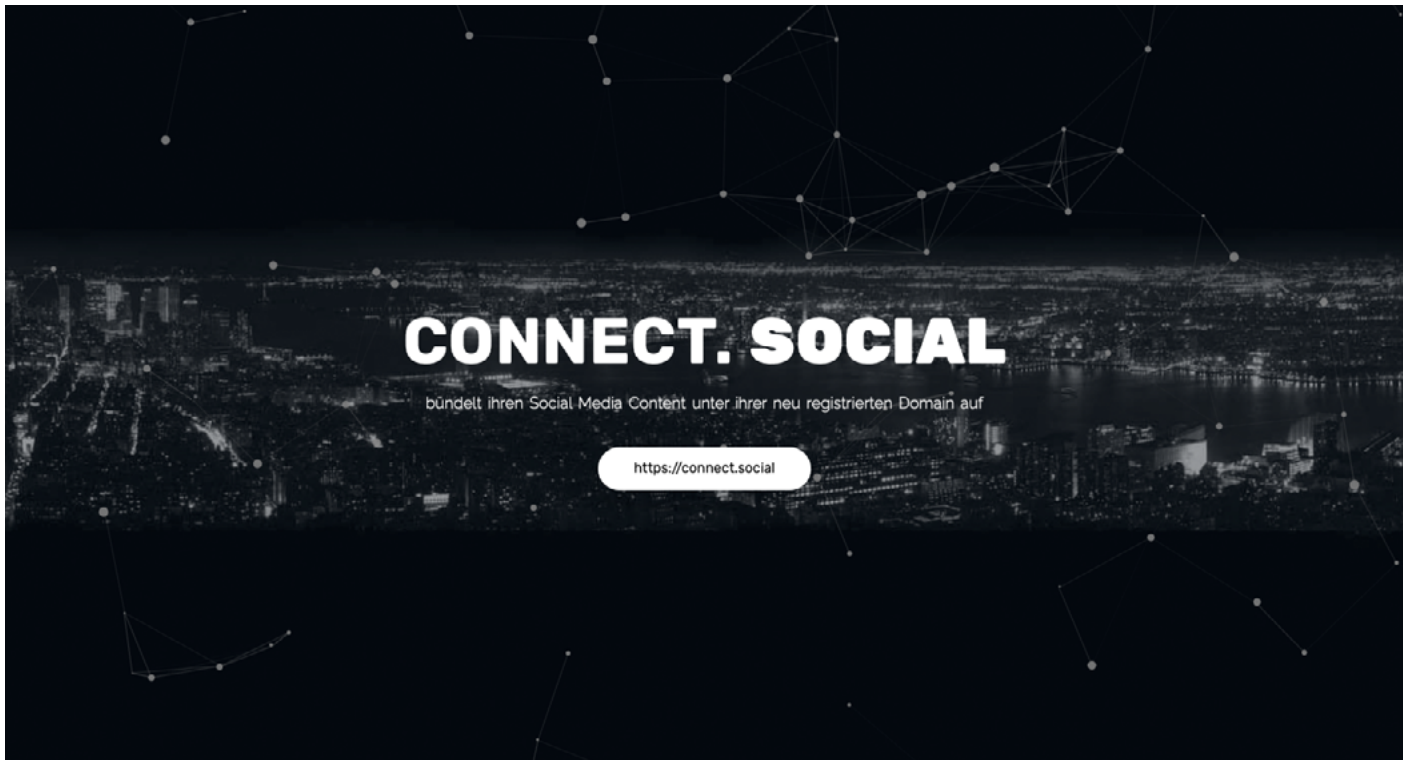 CONNECT. SOCIAL
bündelt ihren Social Media Content unter ihrer neu registrierten Domain auf
https://connect.social